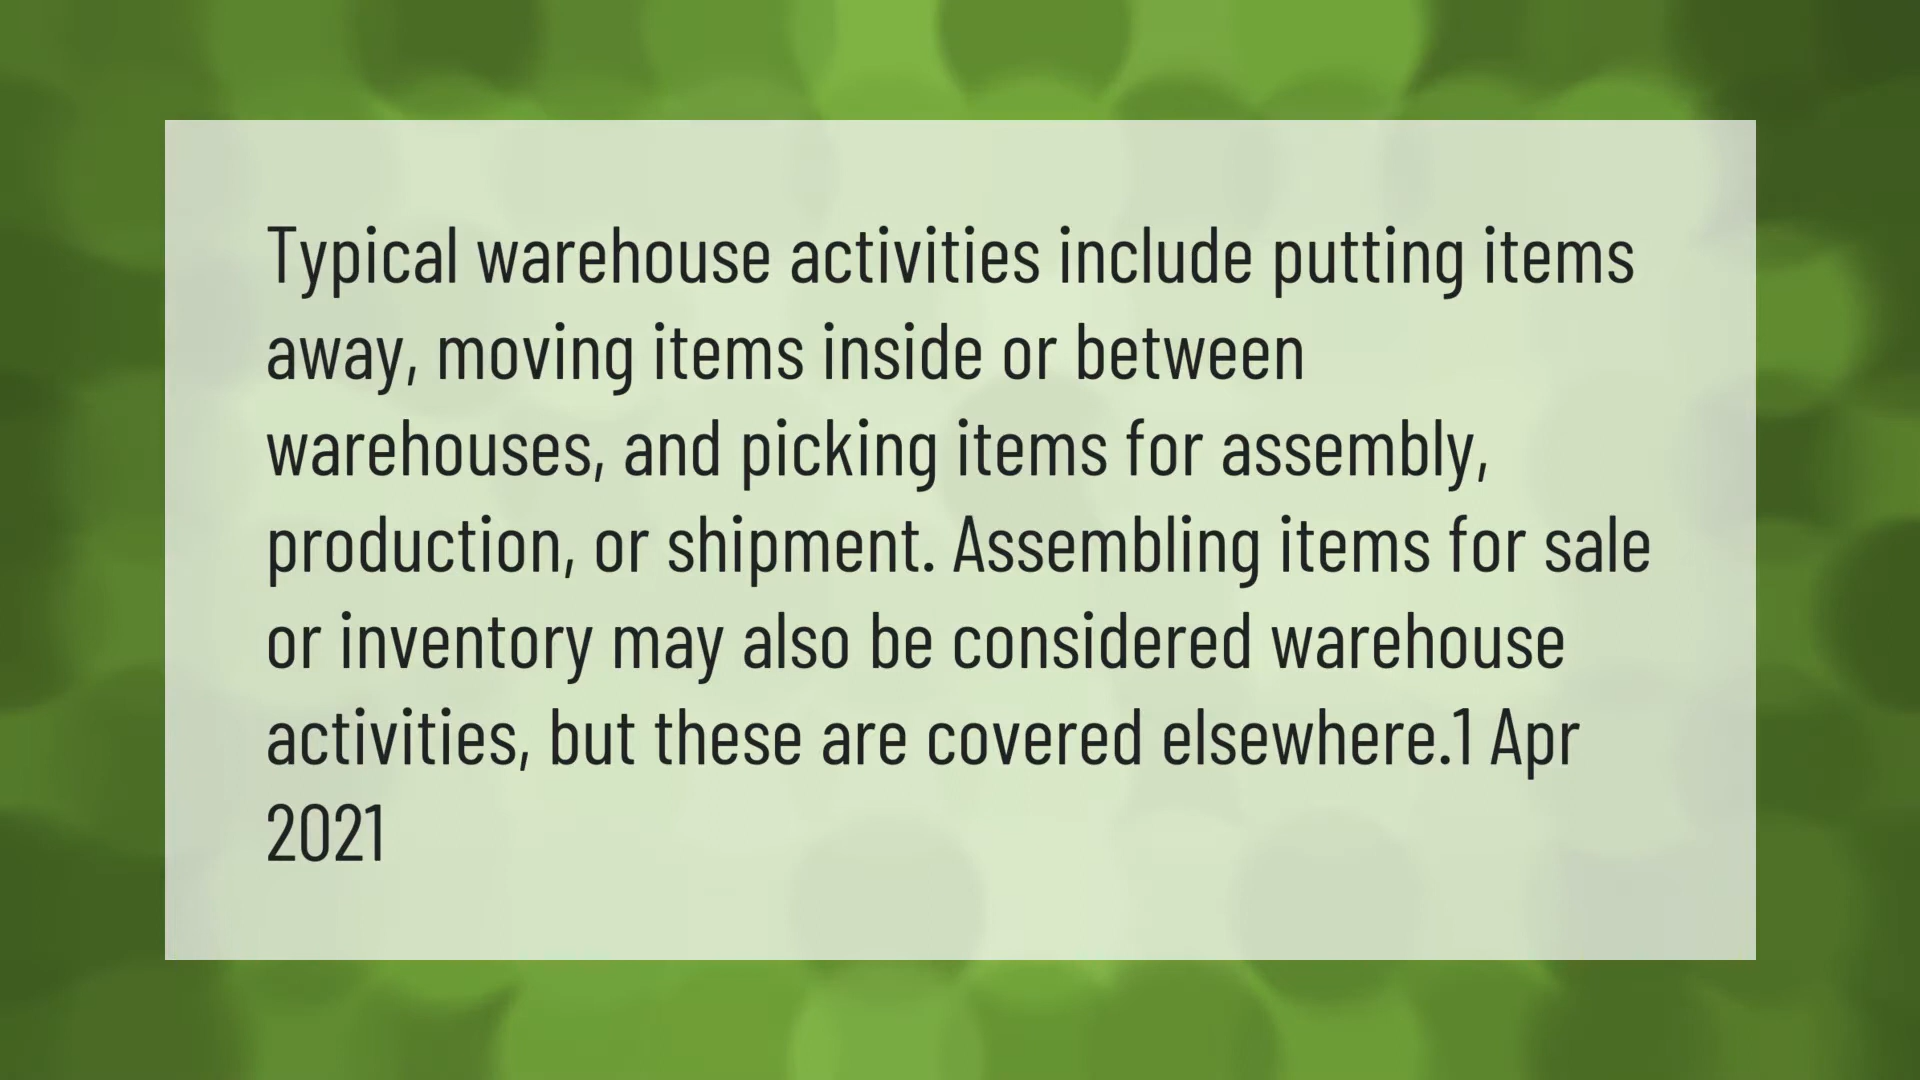 Typical warehouse activities include putting items
away, moving items inside or between
warehouses, and picking items for assembly,
production, or shipment. Assembling items for sale
or inventory may also be considered warehouse
activities, but these are covered elsewhere.1 Apr
2021